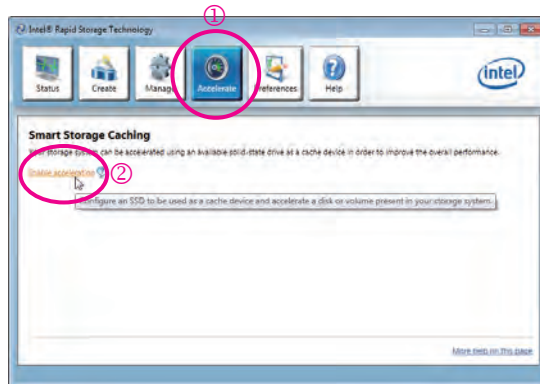 ①
Intel® Rapid Storage Technology
Status Create Manage Accelerate Preferences Help
intel
Smart Storage Caching
Your storage system can be accelerated using an available solid-state drive as a cache device in order to improve the overall performance.
Enable acceleration ②
Configure an SSD to be used as a cache device and accelerate a disk or volume present in your storage system.
More help on this page